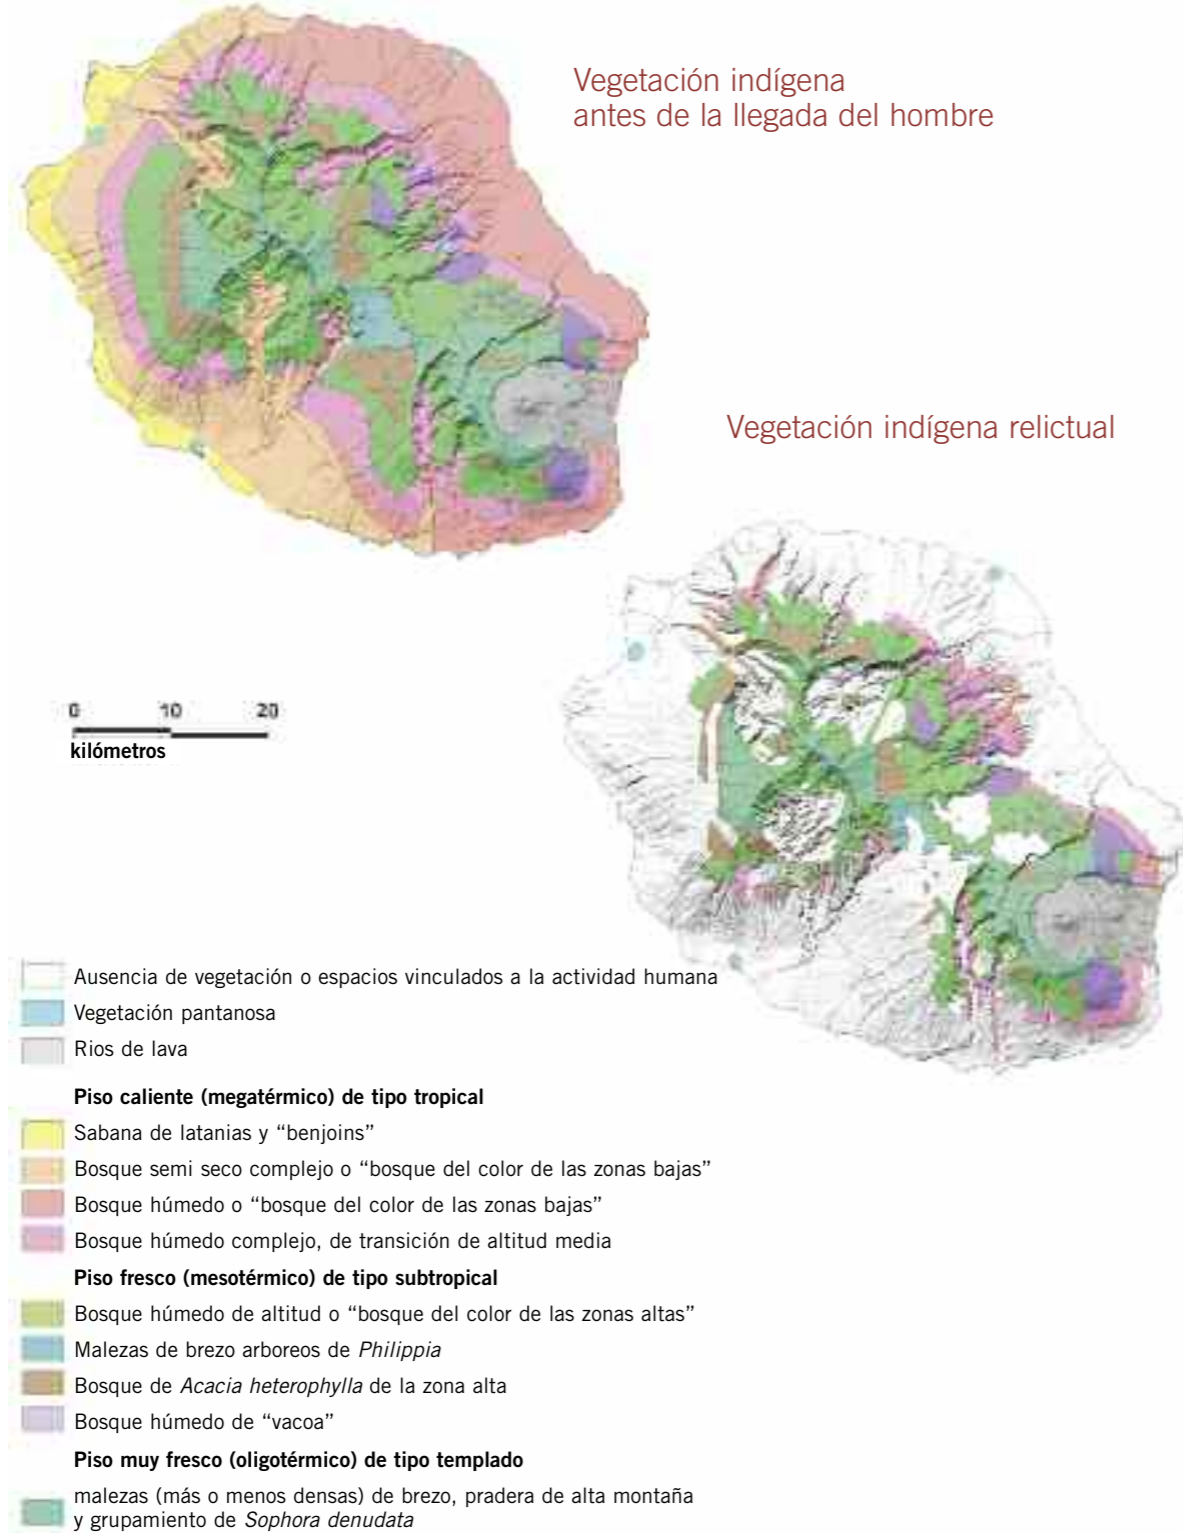 Vegetación indígena
antes de la llegada del hombre
Vegetación indígena relictual
0 10 20
kilómetros
Ausencia de vegetación o espacios vinculados a la actividad humana
Vegetación pantanosa
Rios de lava
Piso caliente (megatérmico) de tipo tropical
Sabana de latanias y “benjoins”
Bosque semi seco complejo o “bosque del color de las zonas bajas”
Bosque húmedo o “bosque del color de las zonas bajas”
Bosque húmedo complejo, de transición de altitud media
Piso fresco (mesotérmico) de tipo subtropical
Bosque húmedo de altitud o “bosque del color de las zonas altas”
Malezas de brezo arboreos de Philippia
Bosque de Acacia heterophylla de la zona alta
Bosque húmedo de “vacoa”
Piso muy fresco (oligotérmico) de tipo templado
malezas (más o menos densas) de brezo, pradera de alta montaña
y grupamiento de Sophora denudata